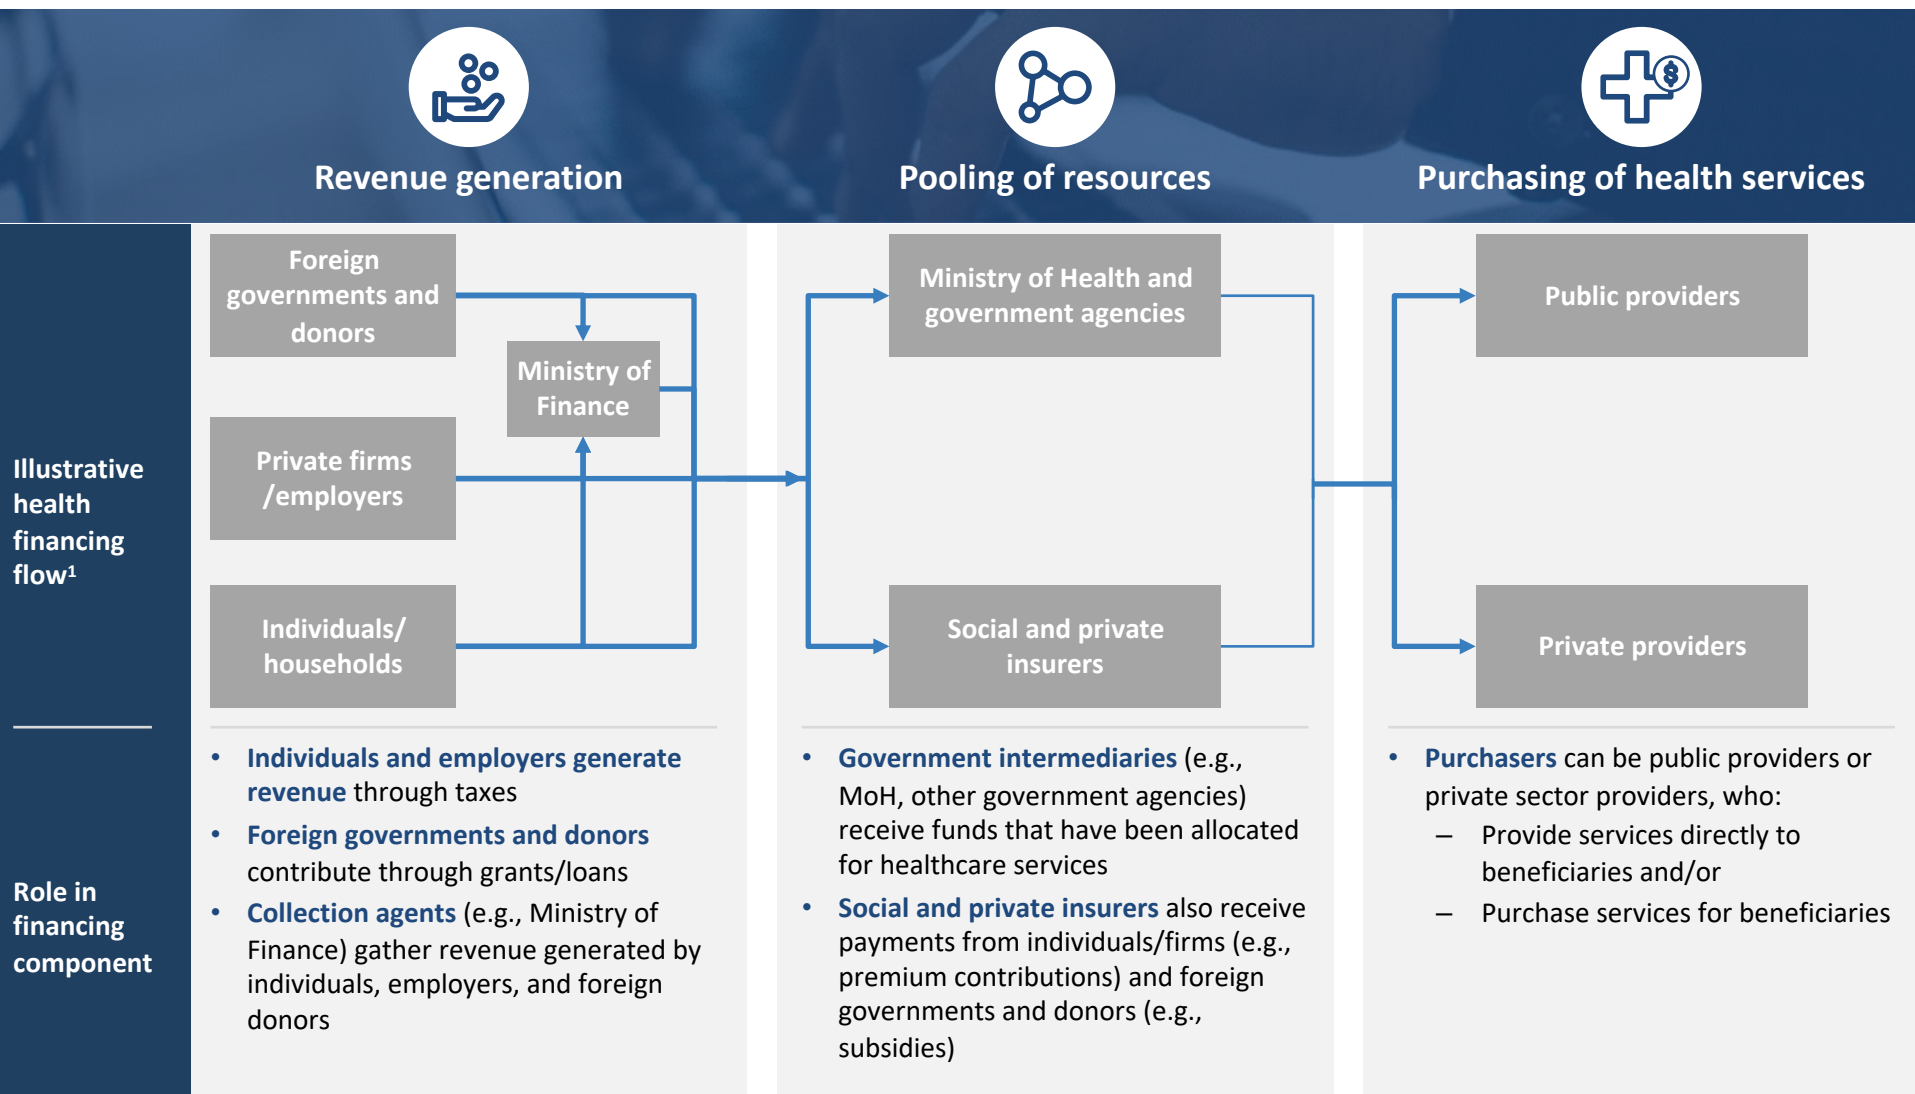 Revenue generation
Pooling of resources
Purchasing of health services
Illustrative
health
financing
flow¹
Foreign
governments and
donors
Ministry of
Finance
Private firms
/employers
Individuals/
households
Ministry of Health and
government agencies
Social and private
insurers
Public providers
Private providers
Role in
financing
component
• Individuals and employers generate
revenue through taxes
• Foreign governments and donors
contribute through grants/loans
• Collection agents (e.g., Ministry of
Finance) gather revenue generated by
individuals, employers, and foreign
donors
• Government intermediaries (e.g.,
MoH, other government agencies)
receive funds that have been allocated
for healthcare services
• Social and private insurers also receive
payments from individuals/firms (e.g.,
premium contributions) and foreign
governments and donors (e.g.,
subsidies)
• Purchasers can be public providers or
private sector providers, who:
– Provide services directly to
beneficiaries and/or
– Purchase services for beneficiaries
$